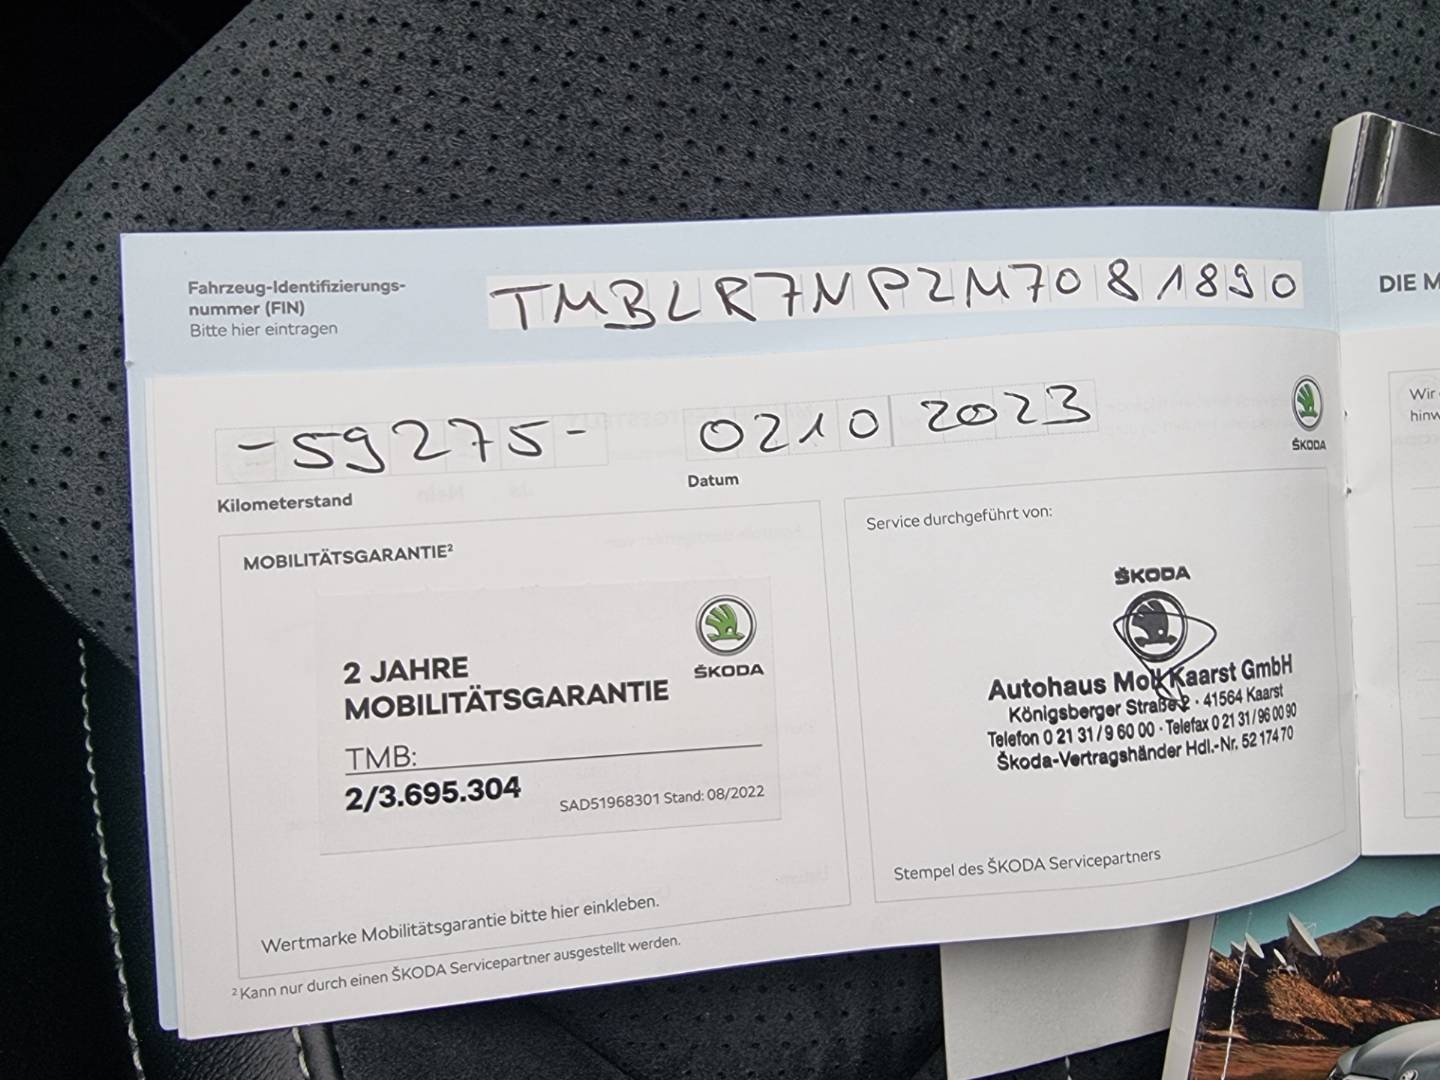 Fahrzeug-Identifizierungs-
nummer (FIN)
Bitte hier eintragen
TMBLR7NP2M7081890
-59275-
Kilometerstand
0210 2023
Datum
ŠKODA
MOBILITÄTSGARANTIE²
2 JAHRE
MOBILITÄTSGARANTIE
ŠKODA
TMB:
2/3.695.304
SAD51968301 Stand: 08/2022
Wertmarke Mobilitätsgarantie bitte hier einkleben.
² Kann nur durch einen ŠKODA Servicepartner ausgestellt werden.
Service durchgeführt von:
ŠKODA
Autohaus Moll Kaarst GmbH
Königsberger Straße 2 · 41564 Kaarst
Telefon 0 21 31 / 9 60 00 · Telefax 0 21 31 / 96 00 90
Škoda-Vertragshänder Hdl.-Nr. 52 174 70
Stempel des ŠKODA Servicepartners
DIE M
Wir
hinw